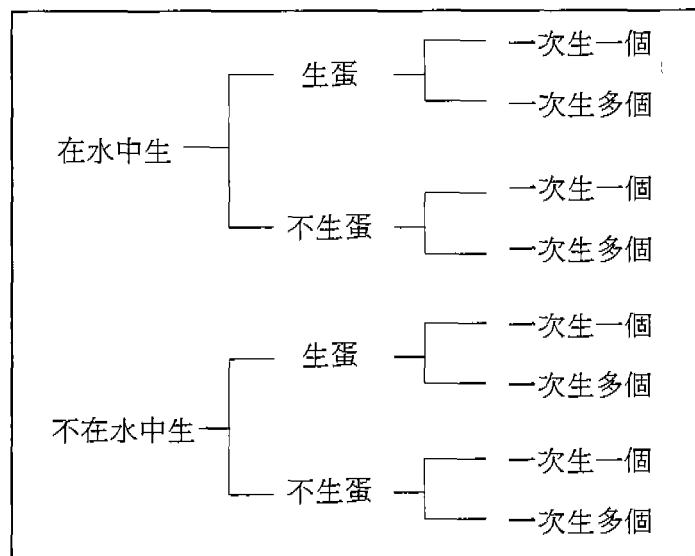 一次生一個
生蛋
一次生多個
在水中生
一次生一個
不生蛋
一次生多個
一次生一個
生蛋
一次生多個
不在水中生
一次生一個
不生蛋
一次生多個